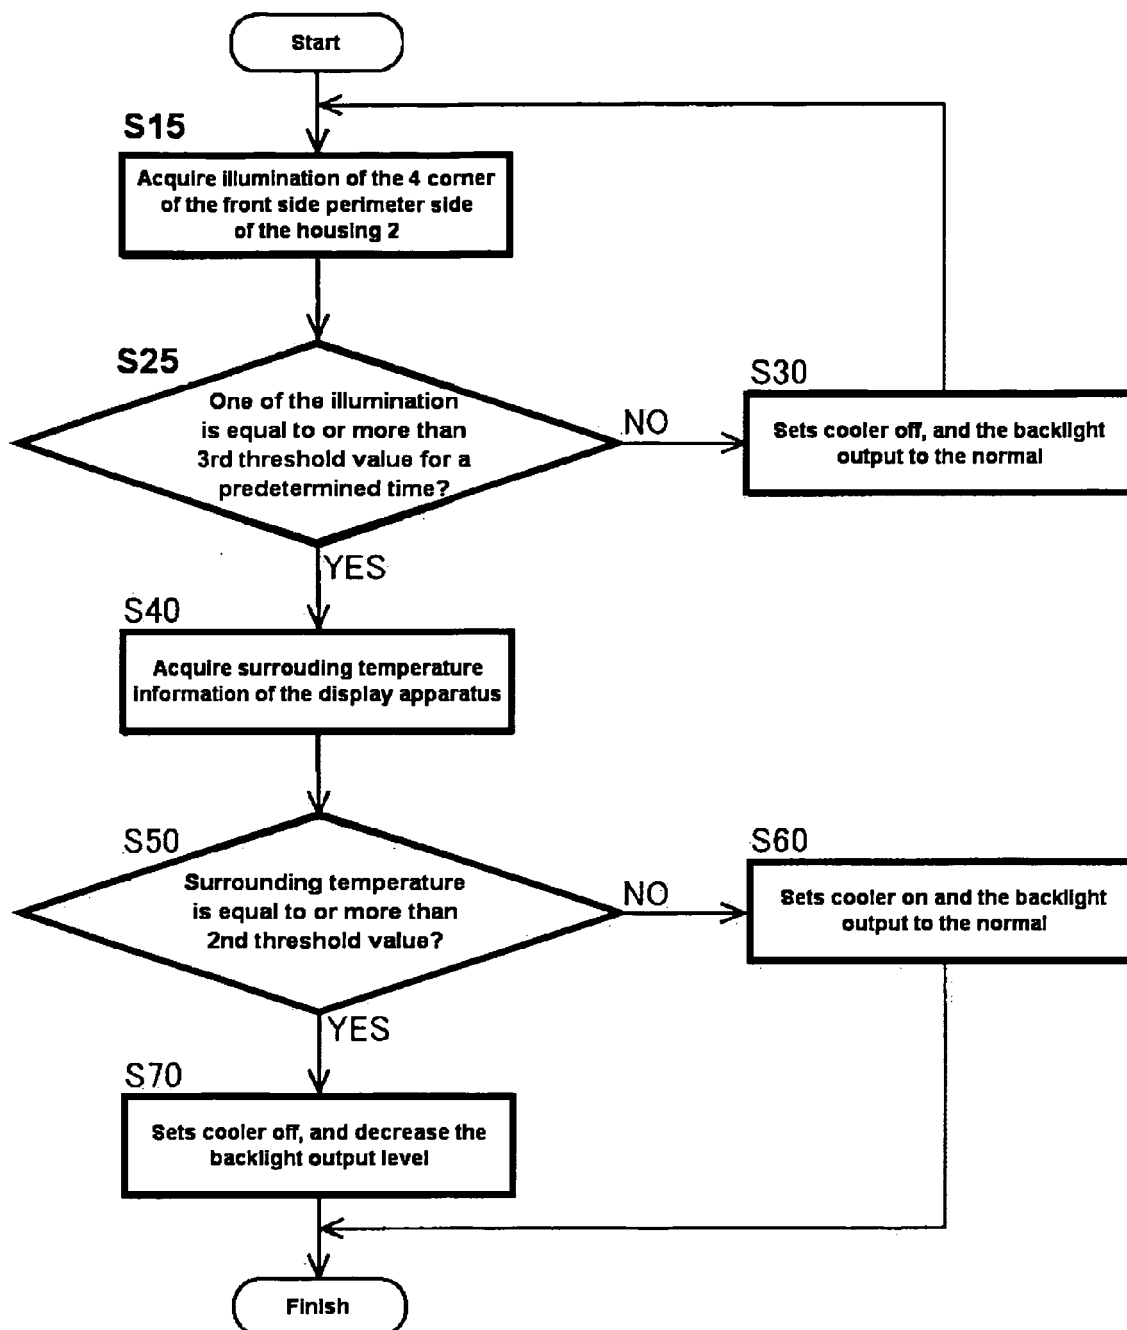 Start
S15
Acquire illumination of the 4 corner
of the front side perimeter side
of the housing 2
S25
One of the illumination
is equal to or more than
3rd threshold value for a
predetermined time?
NO
S30
Sets cooler off, and the backlight
output to the normal
YES
S40
Acquire surrouding temperature
information of the display apparatus
S50
Surrounding temperature
is equal to or more than
2nd threshold value?
NO
S60
Sets cooler on and the backlight
output to the normal
YES
S70
Sets cooler off, and decrease the
backlight output level
Finish